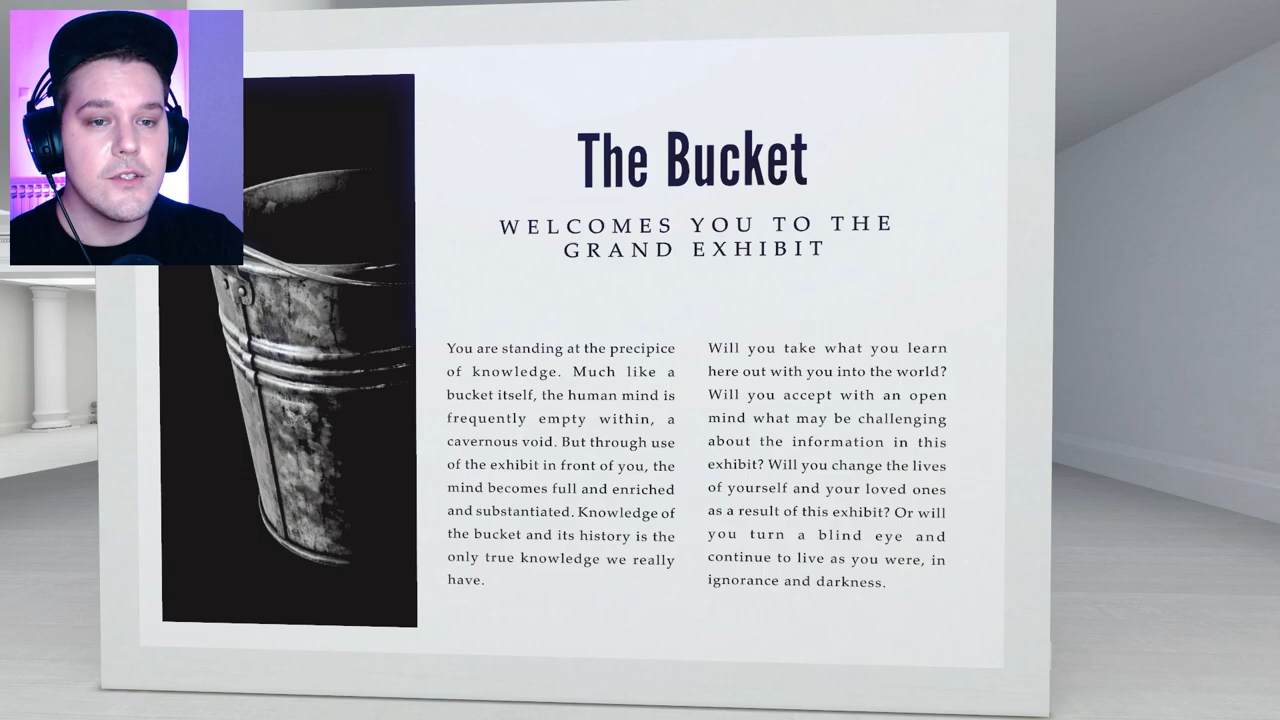 The Bucket
WELCOMES YOU TO THE
GRAND EXHIBIT
You are standing at the precipice
of knowledge. Much like a
bucket itself, the human mind is
frequently empty within, a
cavernous void. But through use
of the exhibit in front of you, the
mind becomes full and enriched
and substantiated. Knowledge of
the bucket and its history is the
only true knowledge we really
have.
Will you take what you learn
here out with you into the world?
Will you accept with an open
mind what may be challenging
about the information in this
exhibit? Will you change the lives
of yourself and your loved ones
as a result of this exhibit? Or will
you turn a blind eye and
continue to live as you were, in
ignorance and darkness.